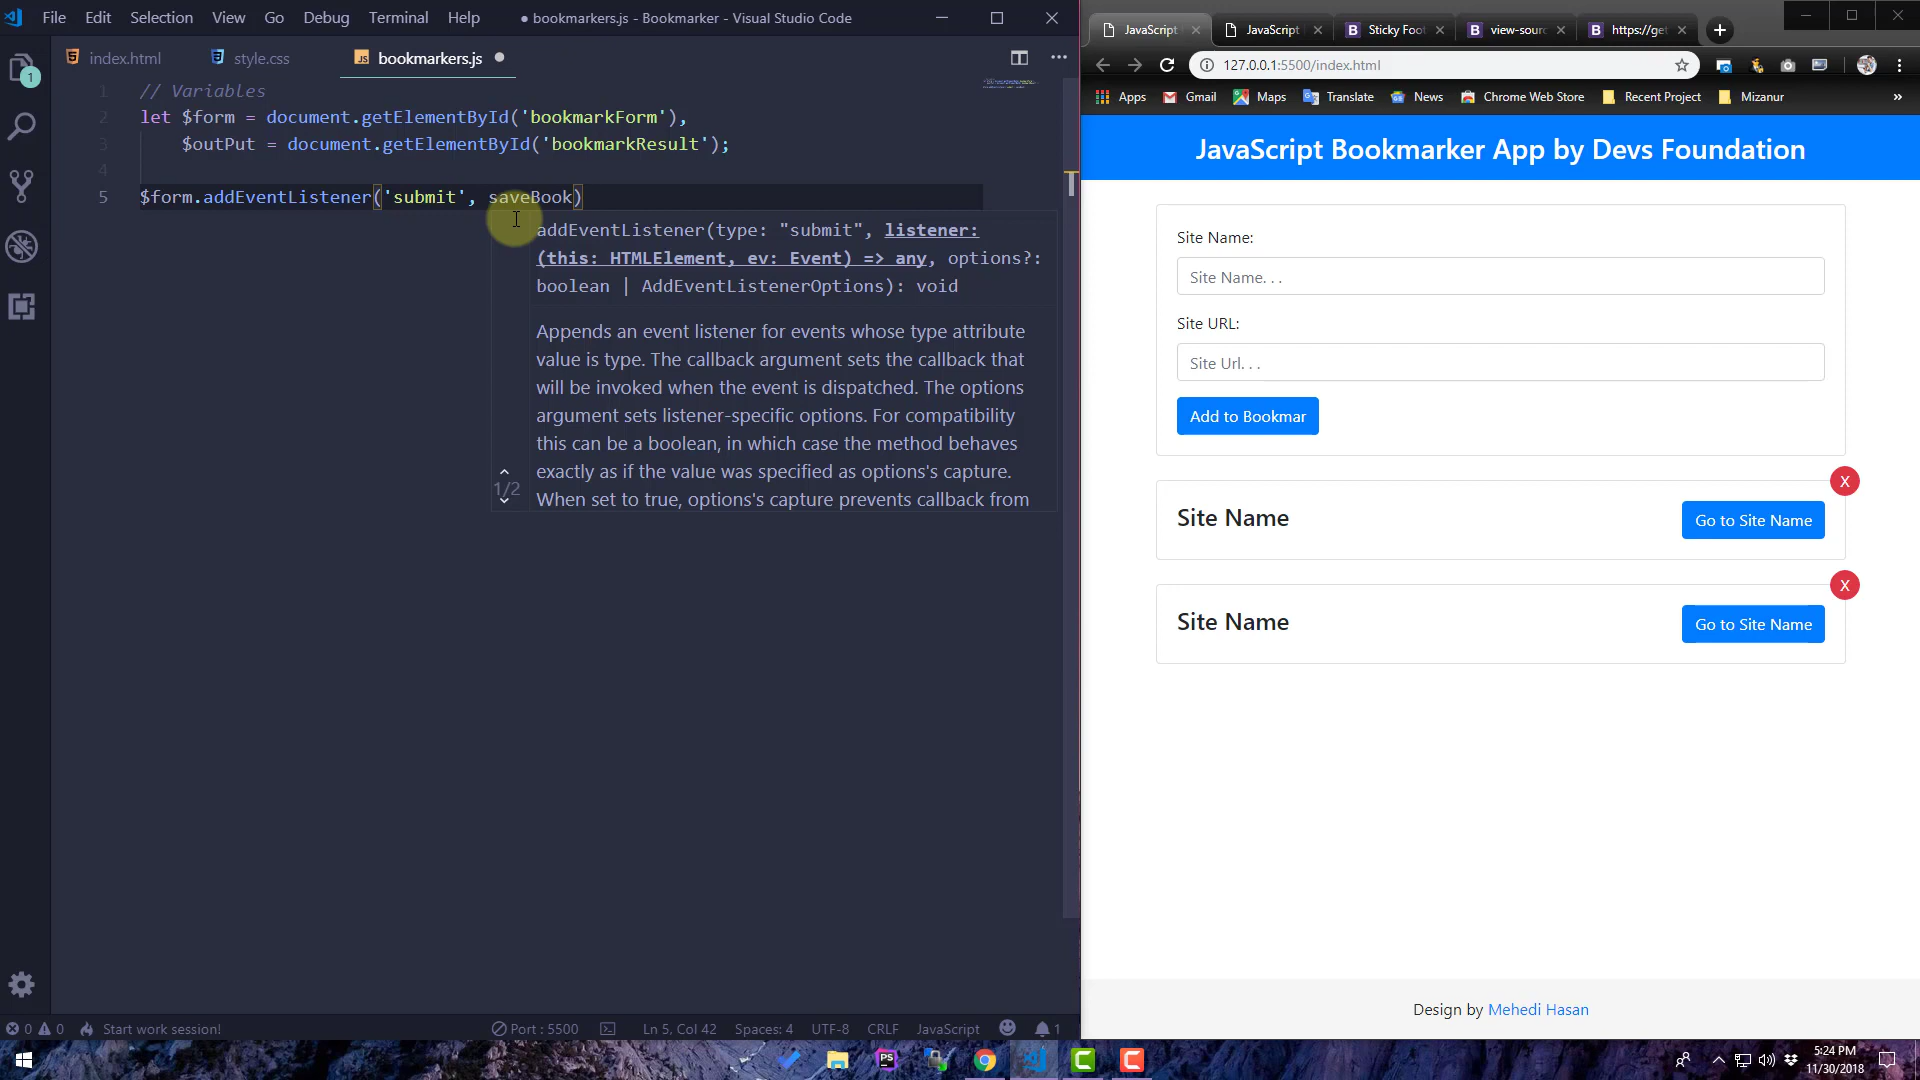 File Edit Selection View Go Debug Terminal Help
● bookmarkers.js - Bookmarker - Visual Studio Code
index.html style.css JS bookmarkers.js
1 // Variables
2 let $form = document.getElementById('bookmarkForm'),
3 $outPut = document.getElementById('bookmarkResult');
4
5 $form.addEventListener('submit', saveBook)
addEventListener(type: "submit", listener:
(this: HTMLElement, ev: Event) => any, options?:
boolean | AddEventListenerOptions): void
Appends an event listener for events whose type attribute
value is type. The callback argument sets the callback that
will be invoked when the event is dispatched. The options
argument sets listener-specific options. For compatibility
this can be a boolean, in which case the method behaves
exactly as if the value was specified as options's capture.
1/2
When set to true, options's capture prevents callback from
1
0 0 Start work session! Port : 5500 Ln 5, Col 42 Spaces: 4 UTF-8 CRLF JavaScript 1
JavaScript JavaScript Sticky Foot view-sourc https://get
127.0.0.1:5500/index.html
Apps Gmail Maps Translate News Chrome Web Store Recent Project Mizanur »
JavaScript Bookmarker App by Devs Foundation
Site Name:
Site Name. . .
Site URL:
Site Url. . .
Add to Bookmar
X
Site Name Go to Site Name
X
Site Name Go to Site Name
Design by Mehedi Hasan
PS
5:24 PM
11/30/2018